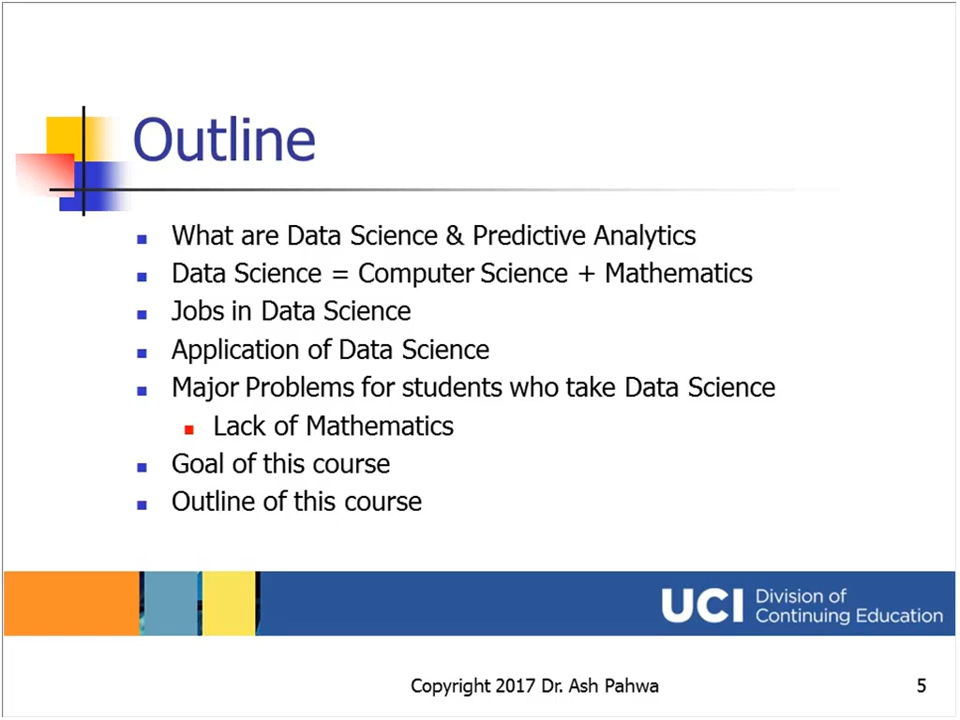 Outline
What are Data Science & Predictive Analytics
Data Science = Computer Science + Mathematics
Jobs in Data Science
Application of Data Science
Major Problems for students who take Data Science
Lack of Mathematics
Goal of this course
Outline of this course
UCI Division of
Continuing Education
Copyright 2017 Dr. Ash Pahwa
5